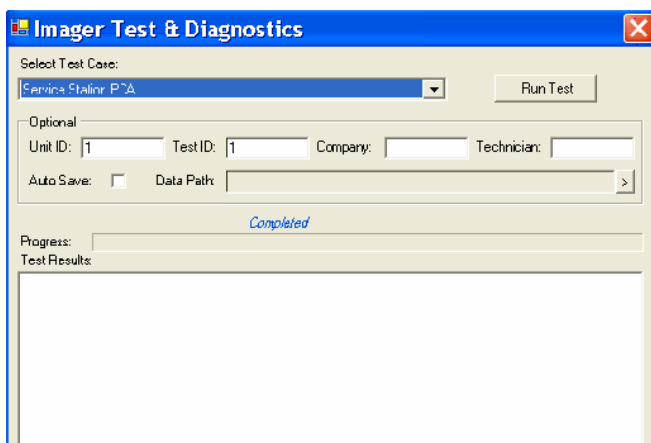 Imager Test & Diagnostics
Select Test Case:
Service Station PCA
Run Test
Optional
Unit ID: 1 Test ID: 1 Company: Technician:
Auto Save: Data Path: >
Completed
Progress:
Test Results: